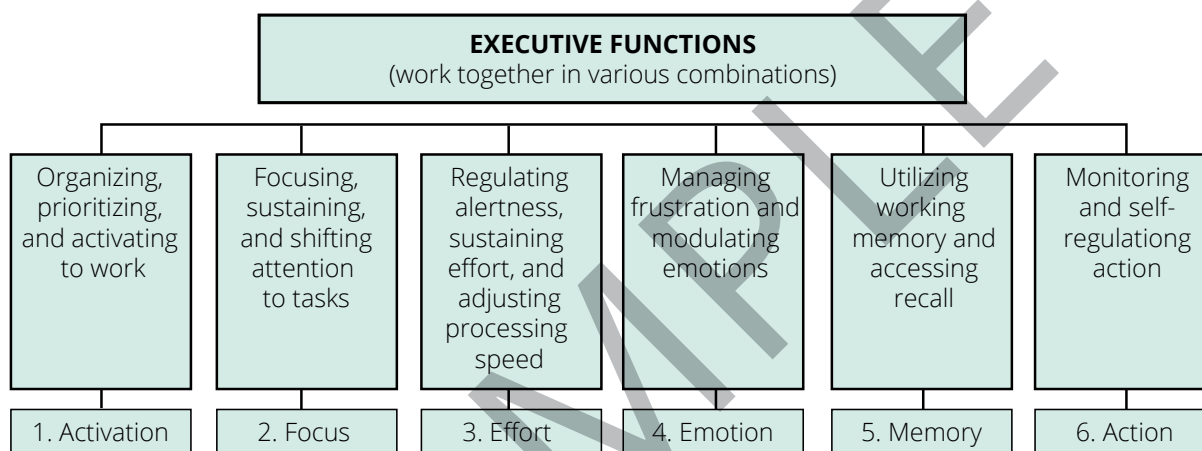 EXECUTIVE FUNCTIONS
(work together in various combinations)
Organizing,
prioritizing,
and activating
to work
Focusing,
sustaining,
and shifting
attention
to tasks
Regulating
alertness,
sustaining
effort, and
adjusting
processing
speed
Managing
frustration and
modulating
emotions
Utilizing
working
memory and
accessing
recall
Monitoring
and self-
regulationg
action
1. Activation
2. Focus
3. Effort
4. Emotion
5. Memory
6. Action
MPLE